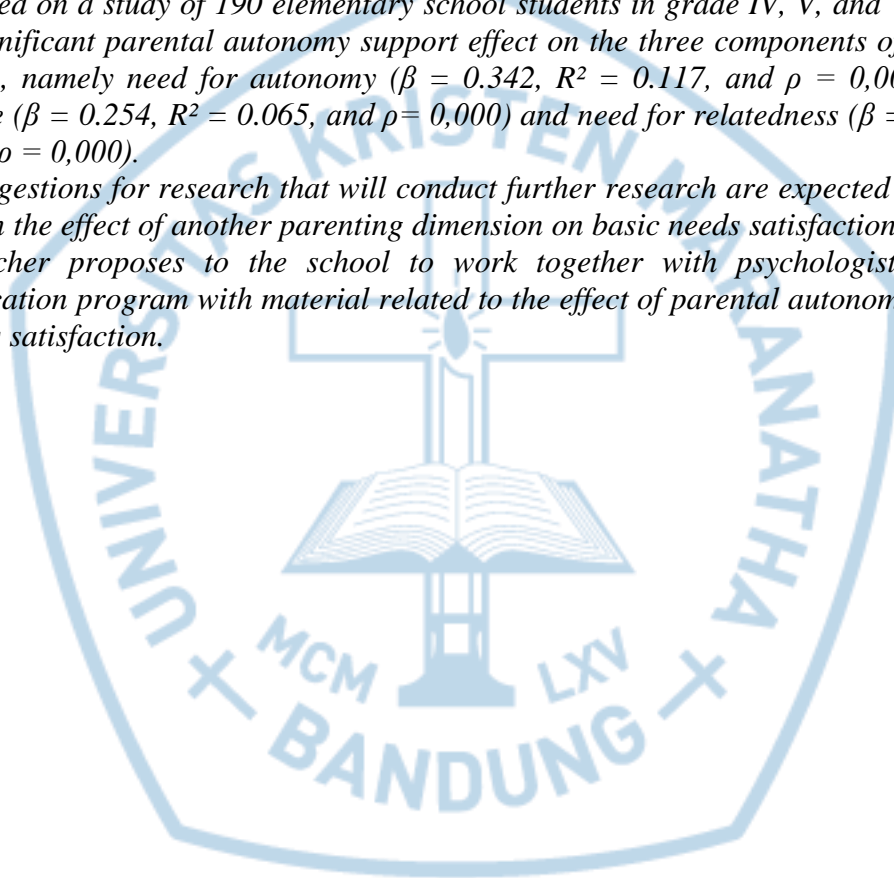 ed on a study of 190 elementary school students in grade IV, V, and
nificant parental autonomy support effect on the three components of
, namely need for autonomy (β = 0.342, R² = 0.117, and ρ = 0,00
e (β = 0.254, R² = 0.065, and ρ= 0,000) and need for relatedness (β =
ρ = 0,000).
gestions for research that will conduct further research are expected
n the effect of another parenting dimension on basic needs satisfaction
cher proposes to the school to work together with psychologist
cation program with material related to the effect of parental autonom
s satisfaction.
UNIVERSITAS KRISTEN MARANATHA
MCM LXV
BANDUNG